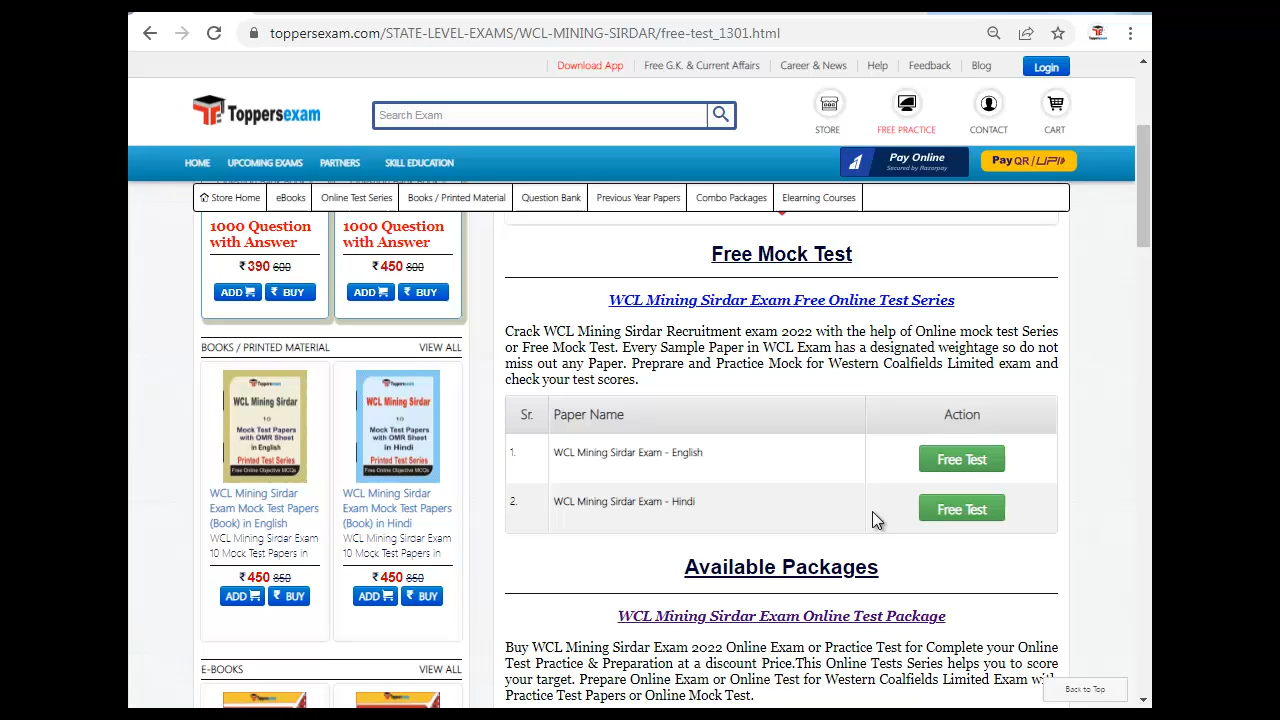 toppersexam.com/STATE-LEVEL-EXAMS/WCL-MINING-SIRDAR/free-test_1301.html
Download App
Free G.K. & Current Affairs
Career & News
Help
Feedback
Blog
Login
Toppersexam
Search Exam
STORE
FREE PRACTICE
CONTACT
CART
HOME
UPCOMING EXAMS
PARTNERS
SKILL EDUCATION
Pay Online
Secured by Razorpay
Pay QR / UPI
Store Home
eBooks
Online Test Series
Books / Printed Material
Question Bank
Previous Year Papers
Combo Packages
Elearning Courses
1000 Question
with Answer
₹ 390 600
ADD
₹ BUY
1000 Question
with Answer
₹ 450 800
ADD
₹ BUY
BOOKS / PRINTED MATERIAL
VIEW ALL
Toppersexam
WCL Mining Sirdar
10
Mock Test Papers
with OMR Sheet
in English
Printed Test Series
Free Online Objective MCQs
WCL Mining Sirdar
Exam Mock Test Papers
(Book) in English
WCL Mining Sirdar Exam
10 Mock Test Papers in
₹ 450 850
ADD
₹ BUY
Toppersexam
WCL Mining Sirdar
10
Mock Test Papers
with OMR Sheet
in Hindi
Printed Test Series
Free Online Objective MCQs
WCL Mining Sirdar
Exam Mock Test Papers
(Book) in Hindi
WCL Mining Sirdar Exam
10 Mock Test Papers in
₹ 450 850
ADD
₹ BUY
E-BOOKS
VIEW ALL
Toppersexam
Toppersexam
Free Mock Test
WCL Mining Sirdar Exam Free Online Test Series
Crack WCL Mining Sirdar Recruitment exam 2022 with the help of Online mock test Series
or Free Mock Test. Every Sample Paper in WCL Exam has a designated weightage so do not
miss out any Paper. Preprare and Practice Mock for Western Coalfields Limited exam and
check your test scores.
Sr.
Paper Name
Action
1.
WCL Mining Sirdar Exam - English
Free Test
2.
WCL Mining Sirdar Exam - Hindi
Free Test
Available Packages
WCL Mining Sirdar Exam Online Test Package
Buy WCL Mining Sirdar Exam 2022 Online Exam or Practice Test for Complete your Online
Test Practice & Preparation at a discount Price.This Online Test Series helps you to score
your target. Prepare Online Exam or Online Test for Western Coalfields Limited Exam with
Practice Test Papers or Online Mock Test.
Back to Top